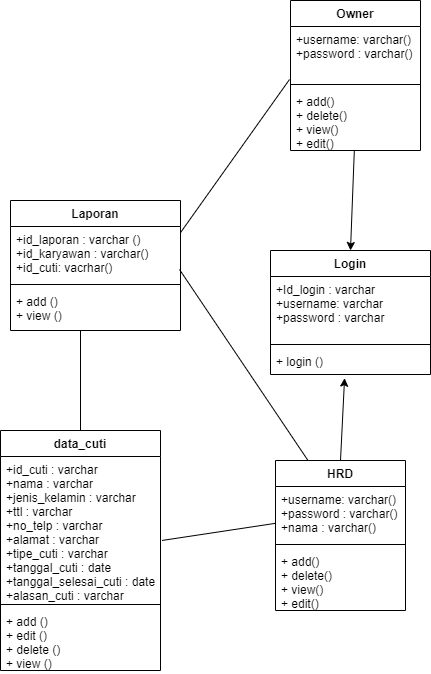 Owner
+username: varchar()
+password : varchar()
+ add()
+ delete()
+ view()
+ edit()
Laporan
+id_laporan : varchar ()
+id_karyawan : varchar()
+id_cuti: vacrhar()
+ add ()
+ view ()
Login
+Id_login : varchar
+username: varchar
+password : varchar
+ login ()
data_cuti
+id_cuti : varchar
+nama : varchar
+jenis_kelamin : varchar
+ttl : varchar
+no_telp : varchar
+alamat : varchar
+tipe_cuti : varchar
+tanggal_cuti : date
+tanggal_selesai_cuti : date
+alasan_cuti : varchar
+ add ()
+ edit ()
+ delete ()
+ view ()
HRD
+username: varchar()
+password : varchar()
+nama : varchar()
+ add()
+ delete()
+ view()
+ edit()